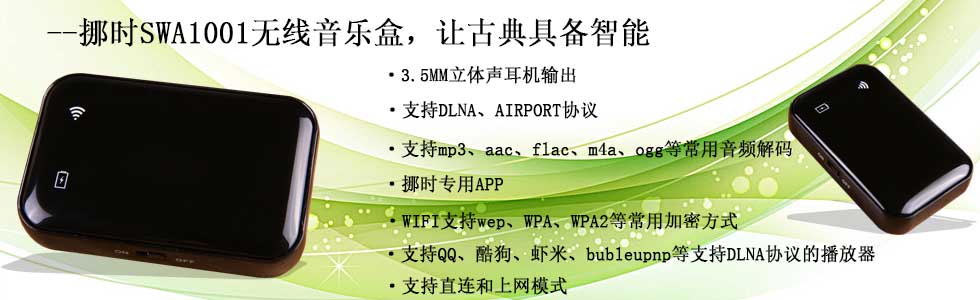 --挪时SWA1001无线音乐盒，让古典具备智能
·3.5MM立体声耳机输出
·支持DLNA、AIRPORT协议
·支持mp3、aac、flac、m4a、ogg等常用音频解码
·挪时专用APP
·WIFI支持wep、WPA、WPA2等常用加密方式
·支持QQ、酷狗、虾米、bubleupnp等支持DLNA协议的播放器
·支持直连和上网模式
ON OFF
ON OFF